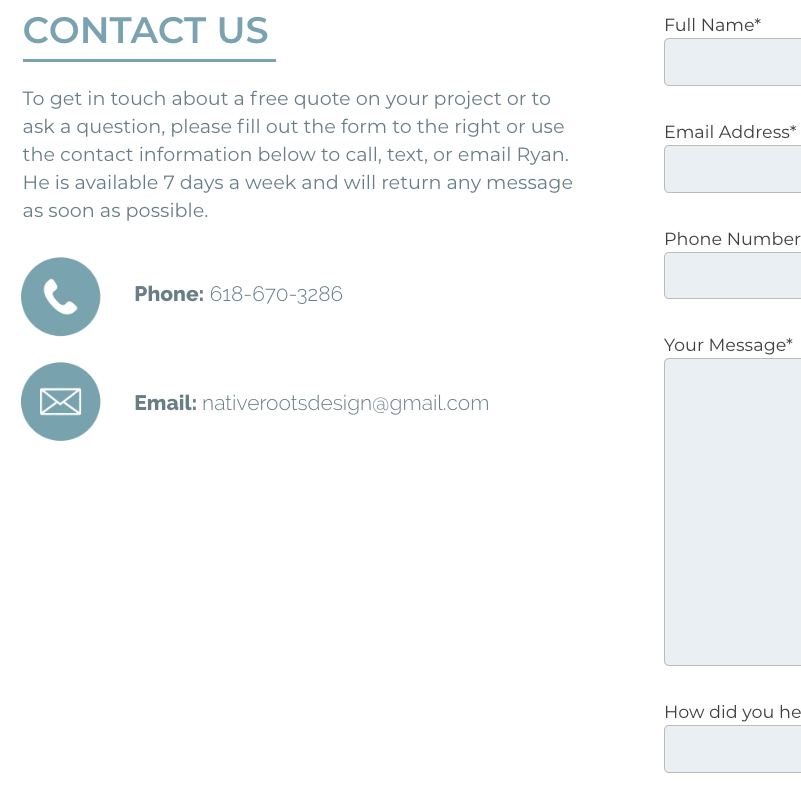 CONTACT US
To get in touch about a free quote on your project or to
ask a question, please fill out the form to the right or use
the contact information below to call, text, or email Ryan.
He is available 7 days a week and will return any message
as soon as possible.
Phone: 618-670-3286
Email: nativerootsdesign@gmail.com
Full Name*
Email Address*
Phone Number
Your Message*
How did you he